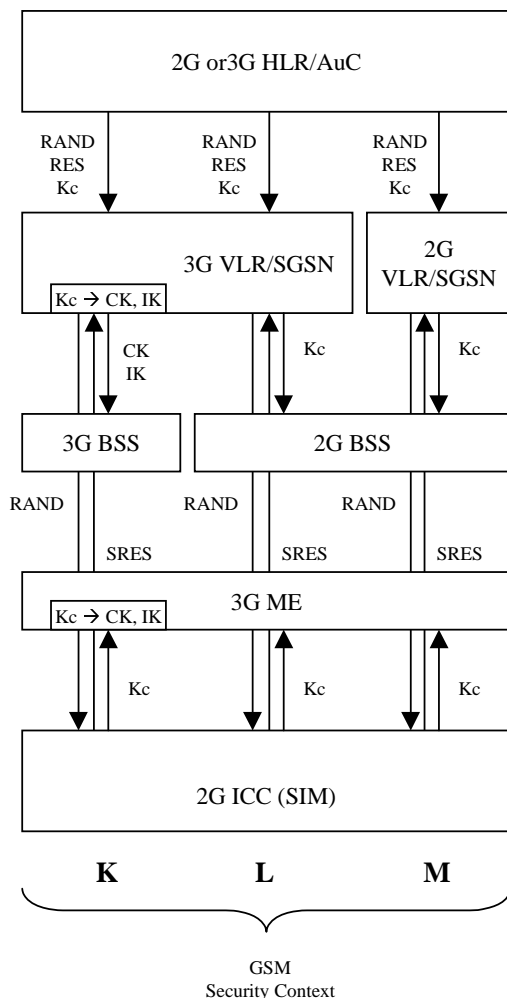 2G or3G HLR/AuC
RAND
RES
Kc
RAND
RES
Kc
RAND
RES
Kc
3G VLR/SGSN
2G
VLR/SGSN
Kc → CK, IK
CK
IK
Kc
Kc
3G BSS
2G BSS
RAND
RAND
RAND
SRES
SRES
SRES
3G ME
Kc → CK, IK
Kc
Kc
Kc
2G ICC (SIM)
K
L
M
GSM
Security Context